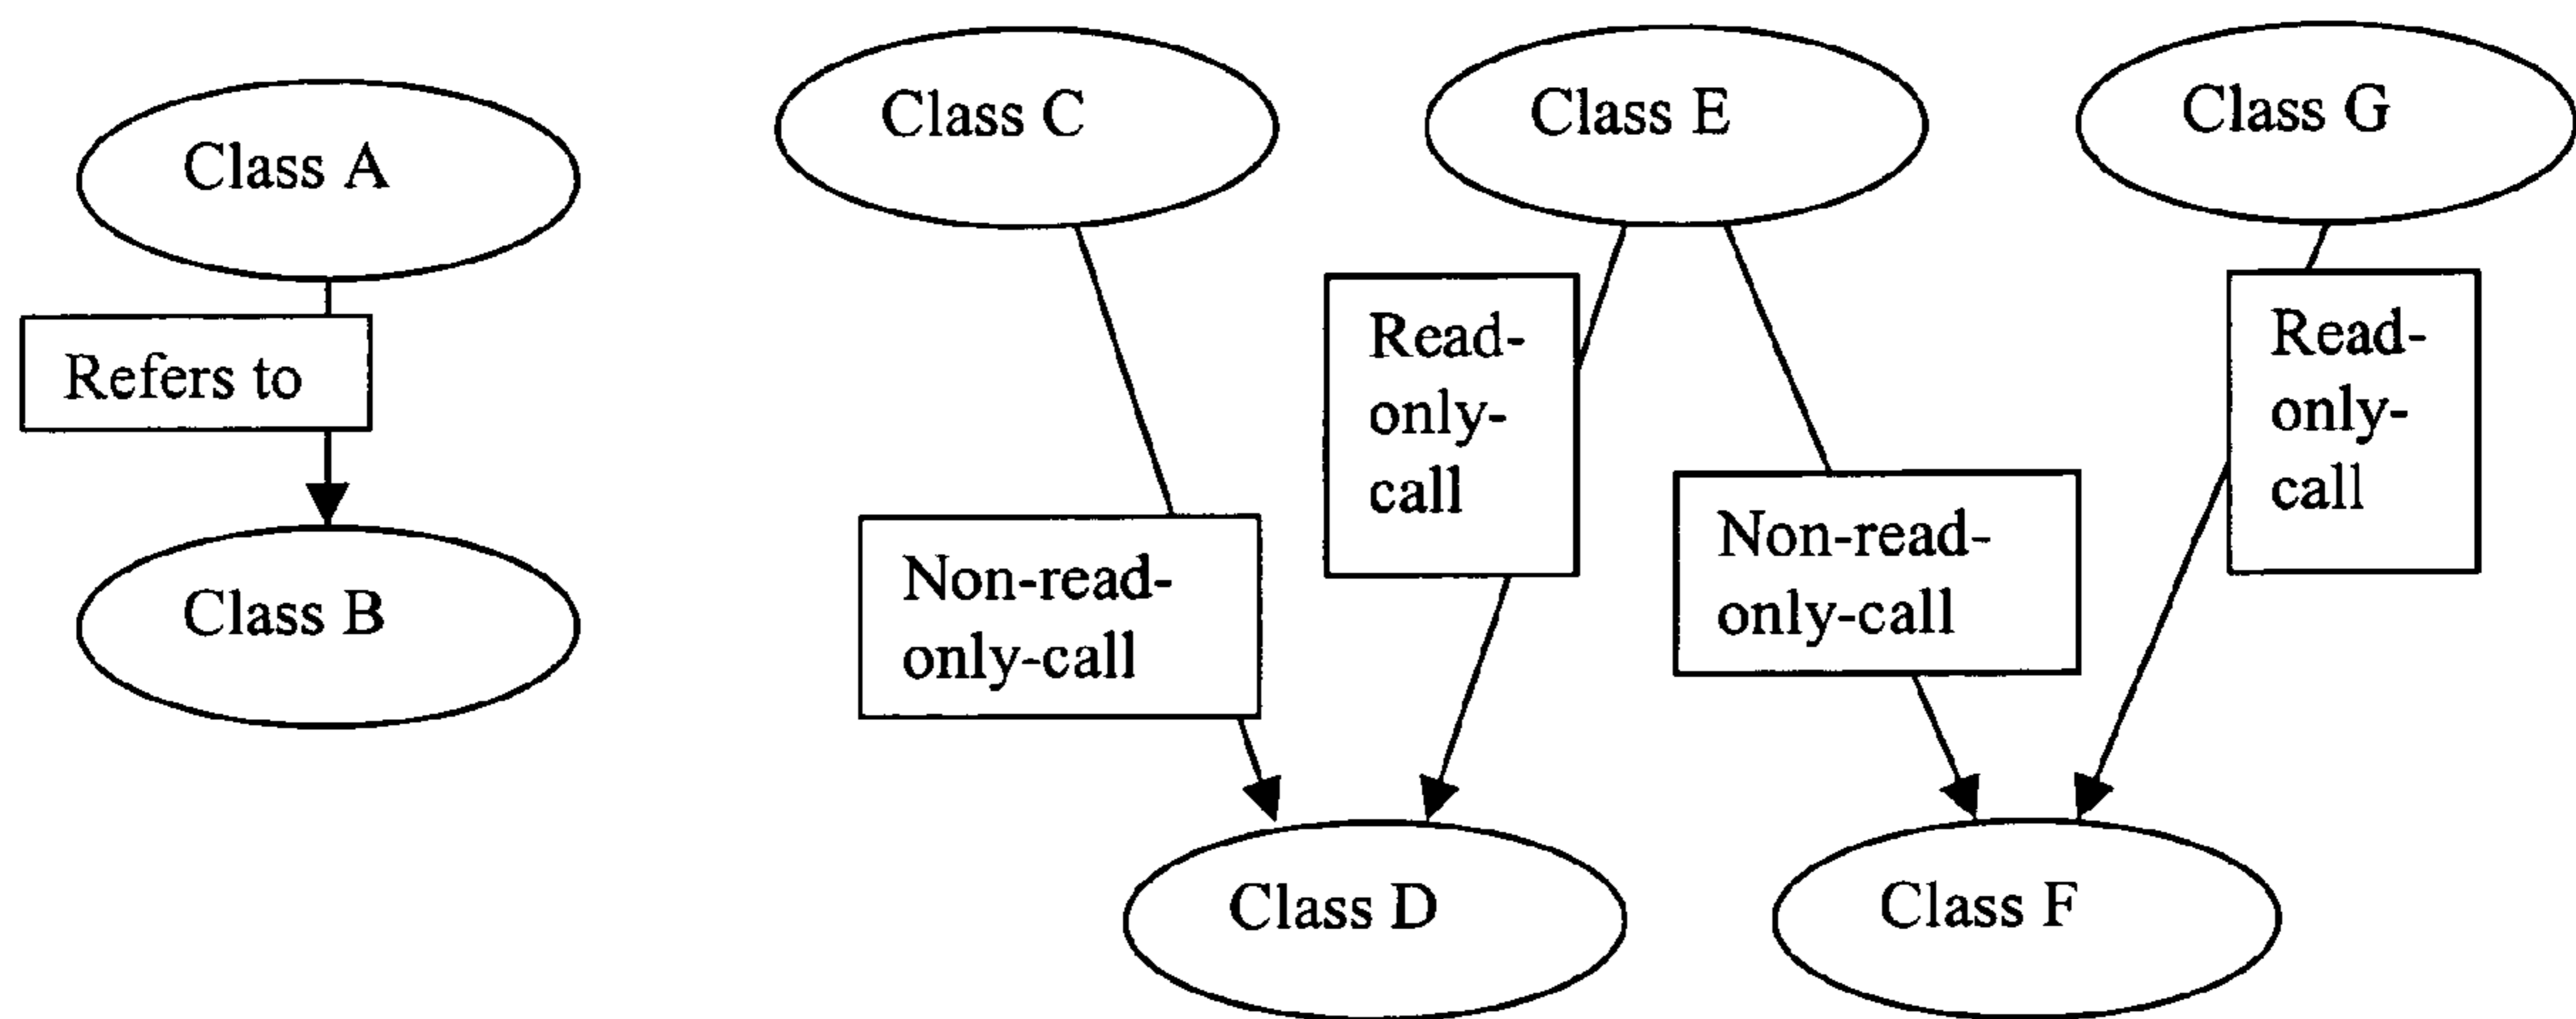 Class A
Refers to
Class B
Class C
Class E
Class G
Non-read-
only-call
Read-
only-
call
Non-read-
only-call
Read-
only-
call
Class D
Class F